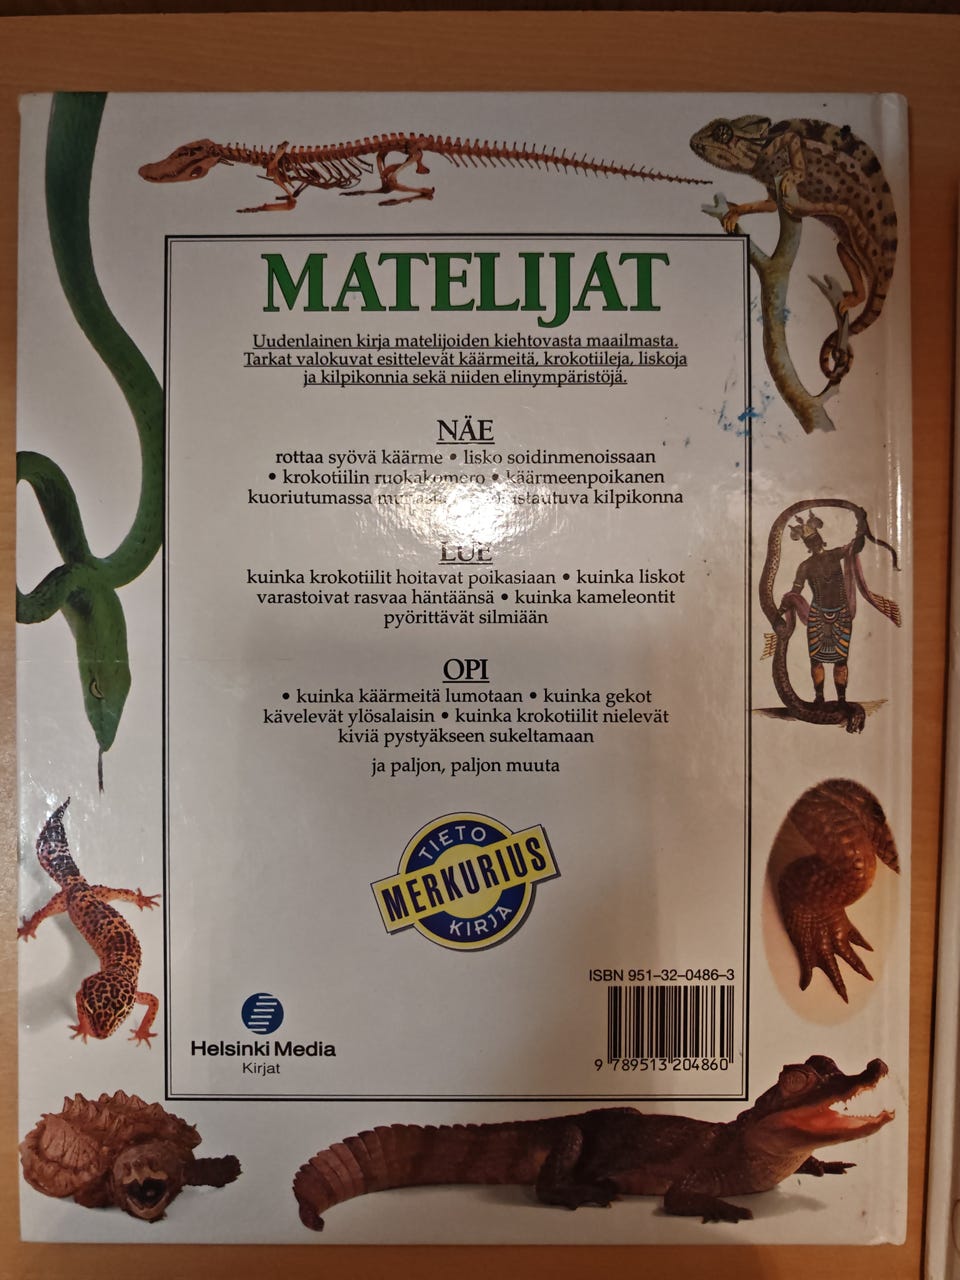 MATELIJAT
Uudenlainen kirja matelijoiden kiehtovasta maailmasta.
Tarkat valokuvat esittelevät käärmeitä, krokotiileja, liskoja
ja kilpikonnia sekä niiden elinympäristöjä.
NÄE
rottaa syövä käärme • lisko soidinmenoissaan
• krokotiilin ruokakomero • käärmeenpoikanen
kuoriutumassa kilpikonna
LUE
kuinka krokotiilit hoitavat poikasiaan • kuinka liskot
varastoivat rasvaa häntäänsä • kuinka kameleontit
pyörittävät silmiään
OPI
• kuinka käärmeitä lumotaan • kuinka gekot
kävelevät ylösalaisin • kuinka krokotiilit nielevät
kiviä pystyäkseen sukeltamaan
ja paljon, paljon muuta
TIETO
MERKURIUS
KIRJA
ISBN 951-32-0486-3
9 789513 204860
Helsinki Media
Kirjat